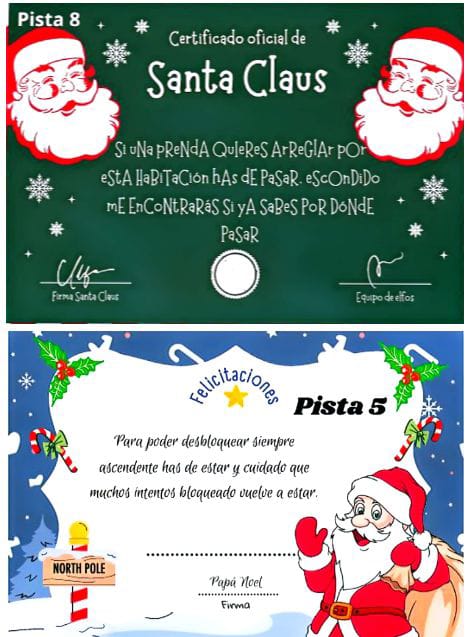 Pista 8
Certificado oficial de
Santa Claus
Si una prenda quieres arreglar por
esta habitación has de pasar. escondido
me encontrarás si ya sabes por dónde
pasar
Firma Santa Claus
Equipo de elfos
Felicitaciones
Pista 5
Para poder desbloquear siempre
ascendente has de estar y cuidado que
muchos intentos bloqueado vuelve a estar.
NORTH POLE
Papá Noel
Firma